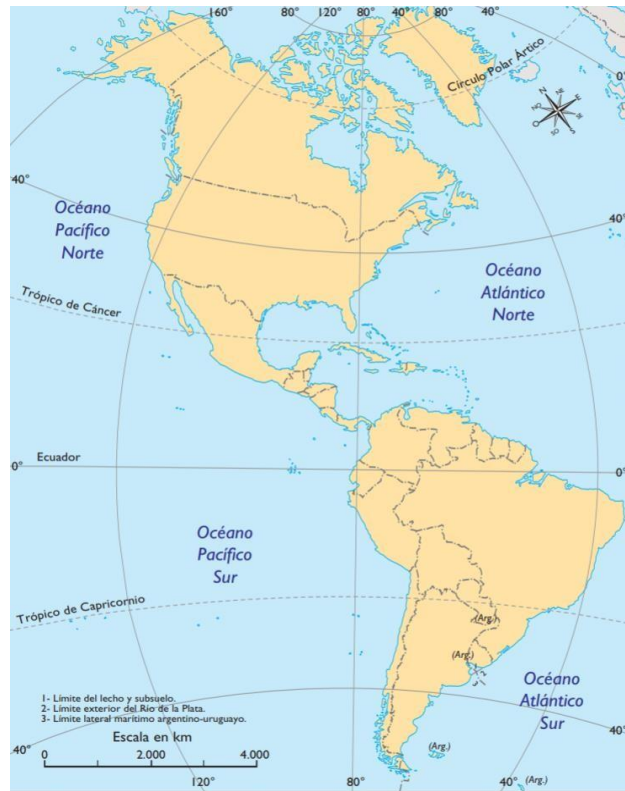 160°
80°
120°
80°
40°
80°
40°
Círculo Polar Ártico
0°
N
E
S
O
40°
Océano
Pacífico
Norte
40°
Océano
Atlántico
Norte
Trópico de Cáncer
Ecuador
0°
0°
Océano
Pacífico
Sur
Trópico de Capricornio
(Arg.)
(Arg.)
Océano
Atlántico
Sur
1- Límite del lecho y subsuelo.
2- Límite exterior del Río de la Plata.
3- Límite lateral marítimo argentino-uruguayo.
40°
Escala en km
40°
(Arg.)
0
2.000
4.000
120°
80°
40°
(Arg.)